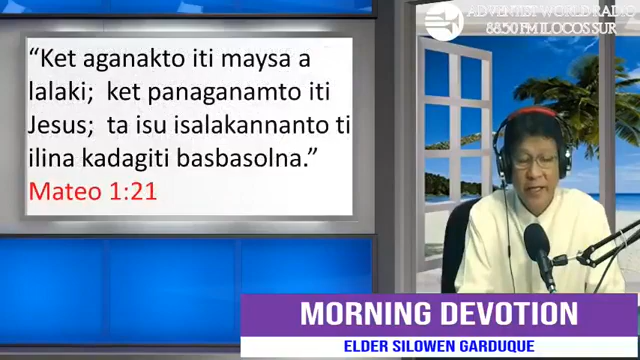 ADVENTIST WORLD RADIO
88.50 FM ILOCOS SUR
“Ket aganakto iti maysa a
lalaki;  ket panaganamto iti
Jesus;  ta isu isalakannanto ti
ilina kadagiti basbasolna.”
Mateo 1:21
MORNING DEVOTION
ELDER SILOWEN GARDUQUE